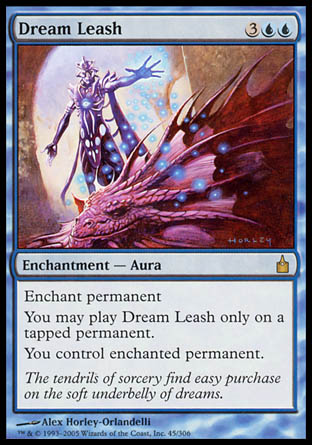 Dream Leash 3
HORLEY
Enchantment — Aura
Enchant permanent
You may play Dream Leash only on a
tapped permanent.
You control enchanted permanent.
The tendrils of sorcery find easy purchase
on the soft underbelly of dreams.
Alex Horley-Orlandelli
™ & © 1993–2005 Wizards of the Coast, Inc. 45/306